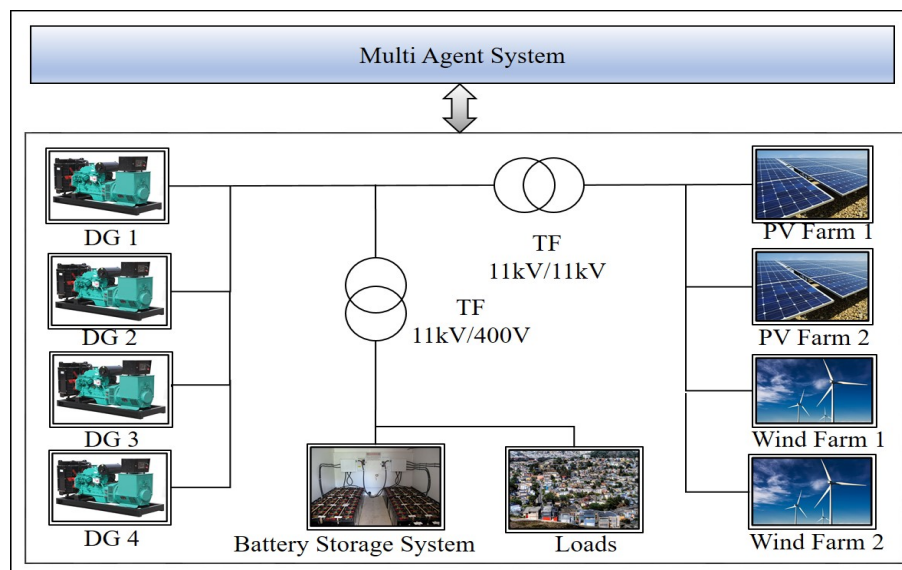 Multi Agent System
DG 1
DG 2
DG 3
DG 4
TF
11kV/11kV
TF
11kV/400V
Battery Storage System
Loads
PV Farm 1
PV Farm 2
Wind Farm 1
Wind Farm 2